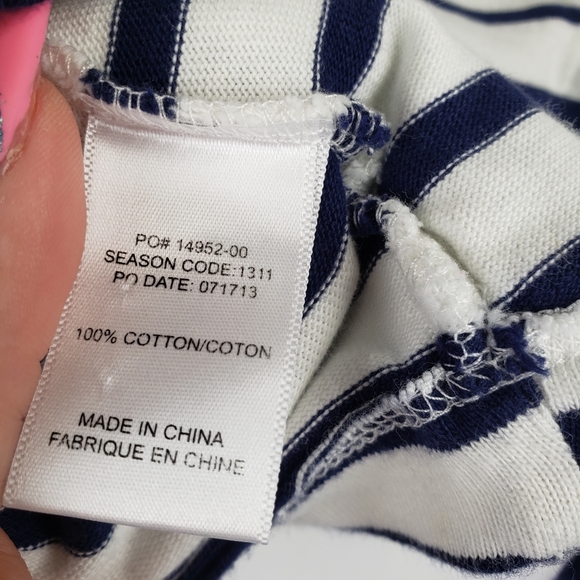 PO# 14952-00
SEASON CODE:1311
PO DATE: 071713
100% COTTON/COTON
MADE IN CHINA
FABRIQUE EN CHINE